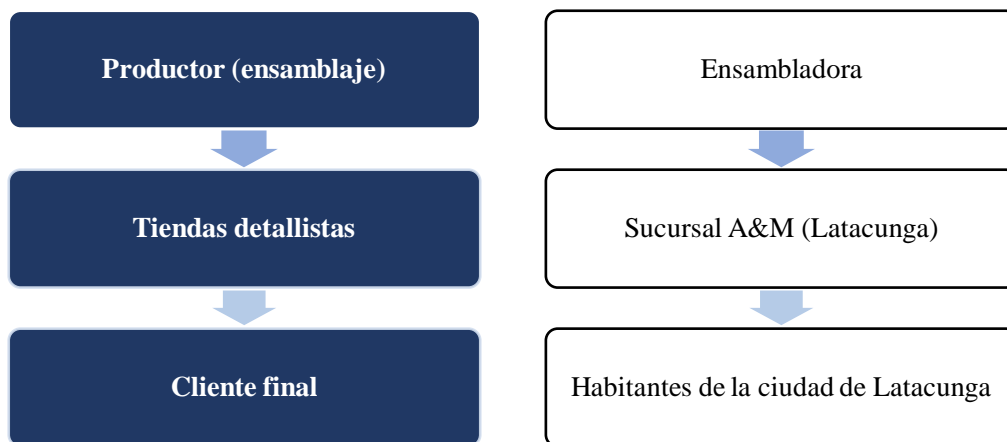 Productor (ensamblaje)
Ensambladora
Tiendas detallistas
Sucursal A&M (Latacunga)
Cliente final
Habitantes de la ciudad de Latacunga